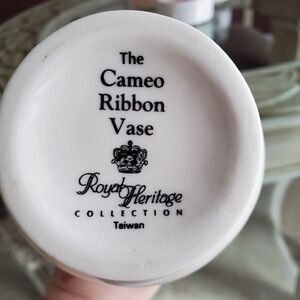 The
Cameo
Ribbon
Vase
Royal Heritage
COLLECTION
Taiwan